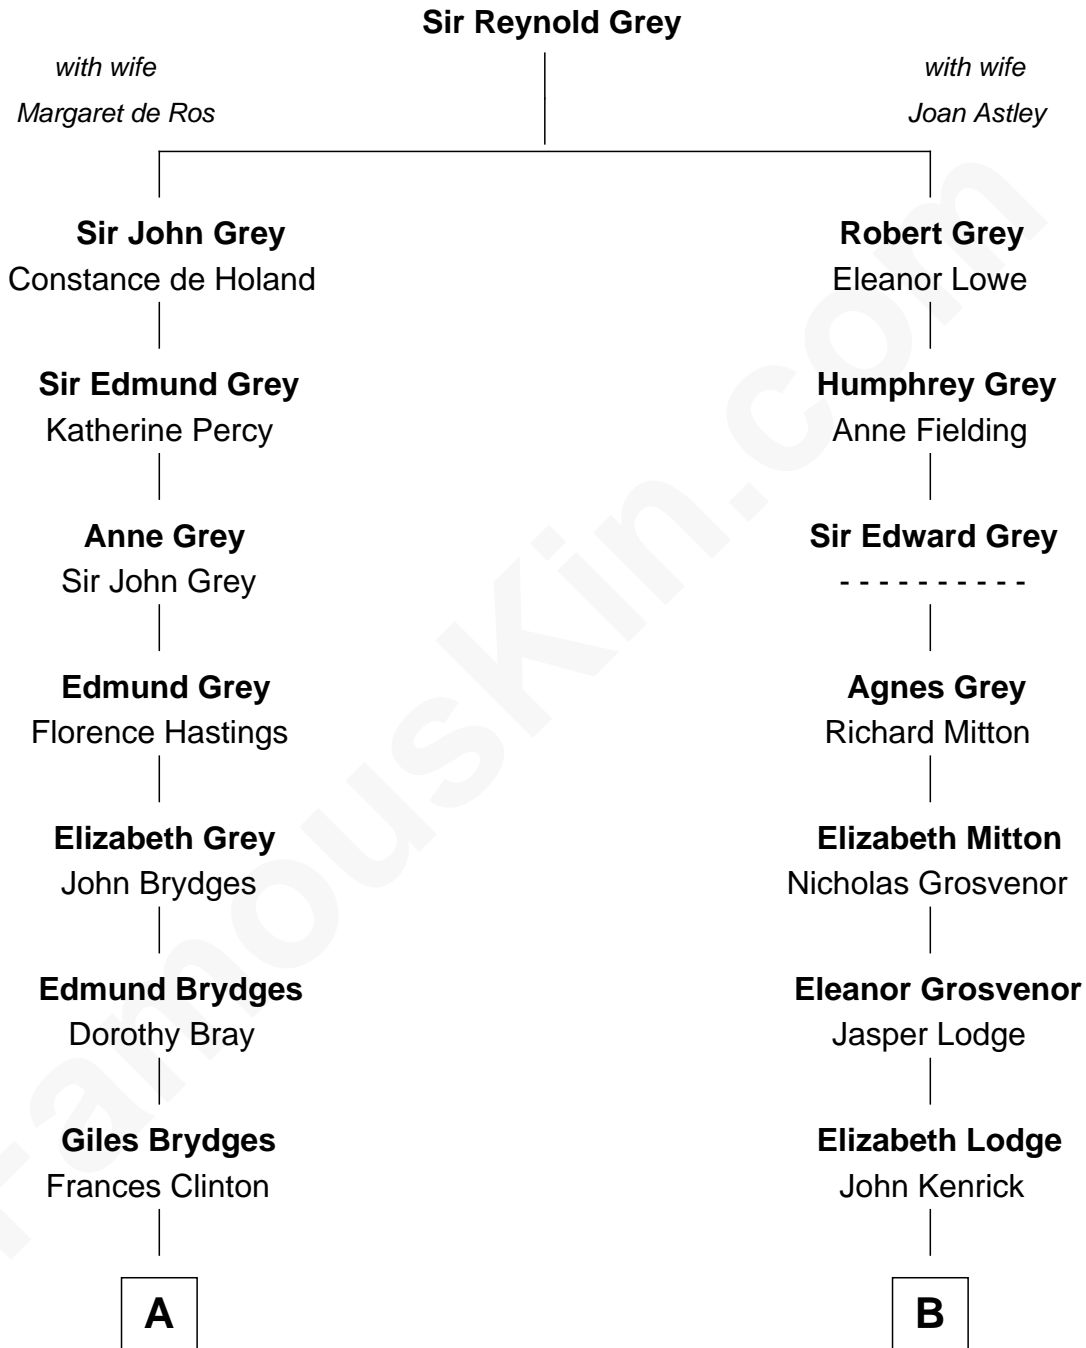 Sir Reynold Grey
with wife
Margaret de Ros
with wife
Joan Astley
Sir John Grey
Constance de Holand
Robert Grey
Eleanor Lowe
Sir Edmund Grey
Katherine Percy
Humphrey Grey
Anne Fielding
Anne Grey
Sir John Grey
Sir Edward Grey
- - - - - - - - - -
Edmund Grey
Florence Hastings
Agnes Grey
Richard Mitton
Elizabeth Grey
John Brydges
Elizabeth Mitton
Nicholas Grosvenor
Edmund Brydges
Dorothy Bray
Eleanor Grosvenor
Jasper Lodge
Giles Brydges
Frances Clinton
Elizabeth Lodge
John Kenrick
A
B
FamousKin.com